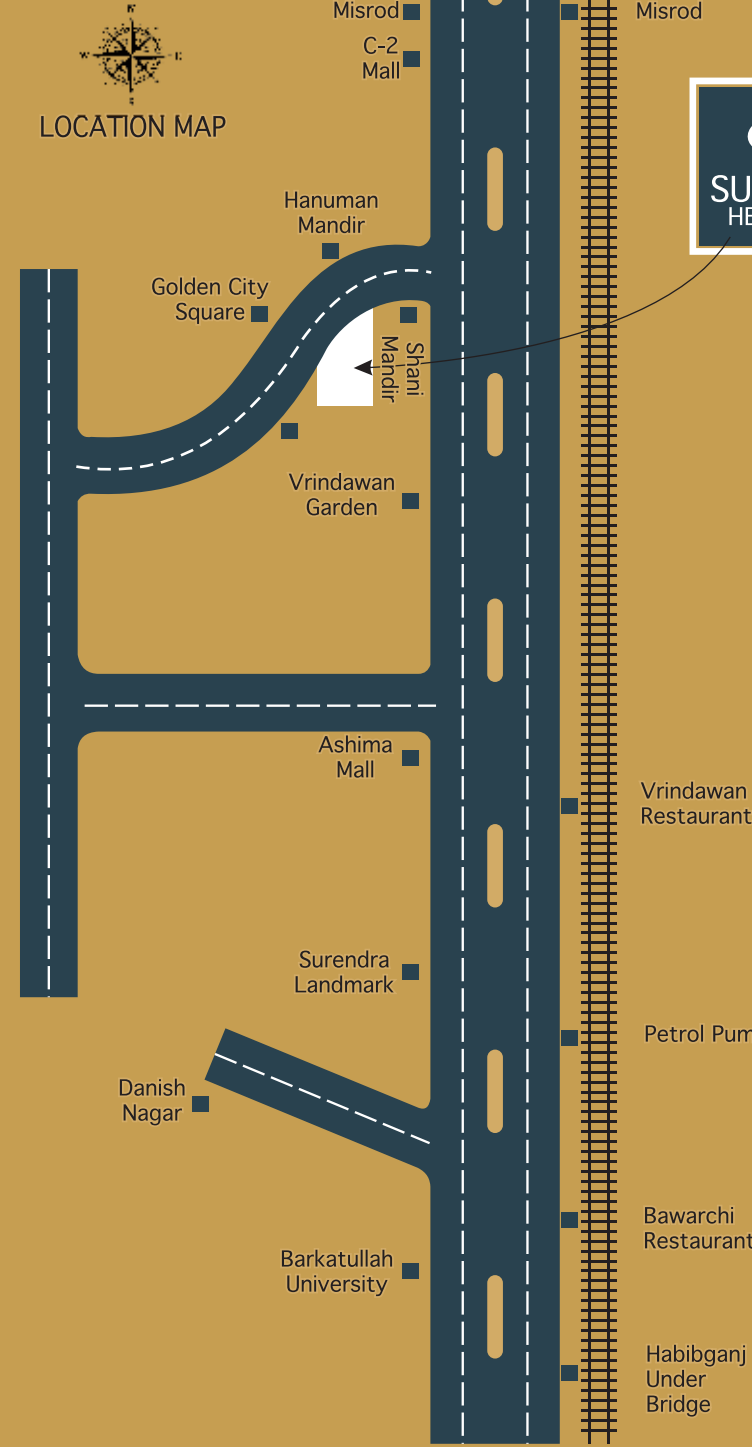 Misrod
Misrod
C-2
Mall
N
W
E
S
LOCATION MAP
SU
HE
Hanuman
Mandir
Golden City
Square
Shani
Mandir
Vrindawan
Garden
Ashima
Mall
Vrindawan
Restaurant
Surendra
Landmark
Petrol Pum
Danish
Nagar
Bawarchi
Restaurant
Barkatullah
University
Habibganj
Under
Bridge